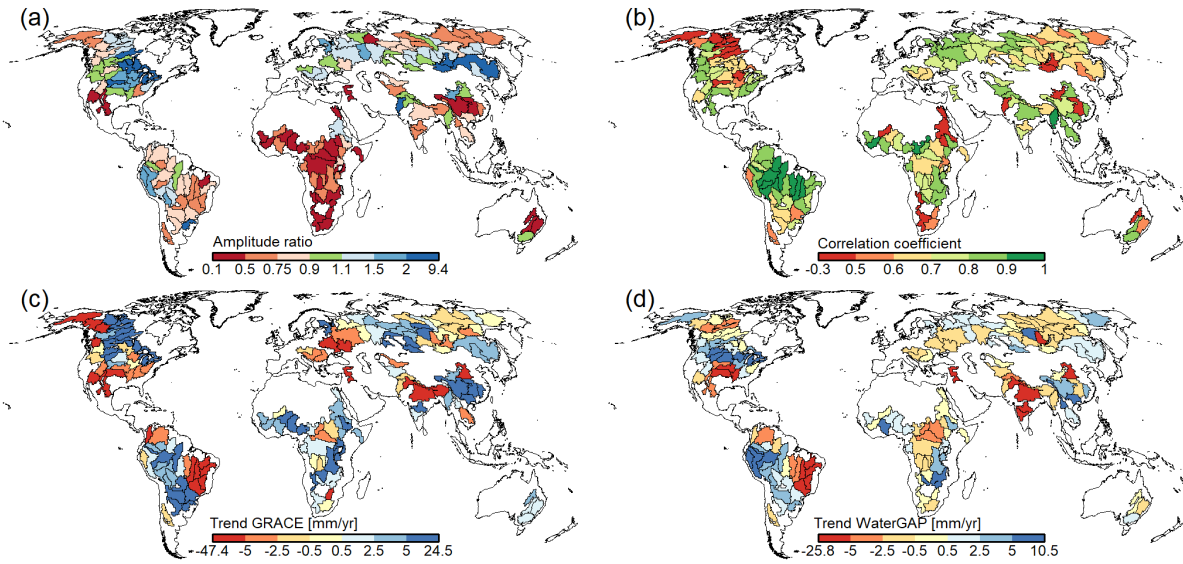 (a)
(b)
Amplitude ratio
0.1 0.5 0.75 0.9 1.1 1.5 2 9.4
Correlation coefficient
-0.3 0.5 0.6 0.7 0.8 0.9 1
(c)
(d)
Trend GRACE [mm/yr]
-47.4 -5 -2.5 -0.5 0.5 2.5 5 24.5
Trend WaterGAP [mm/yr]
-25.8 -5 -2.5 -0.5 0.5 2.5 5 10.5